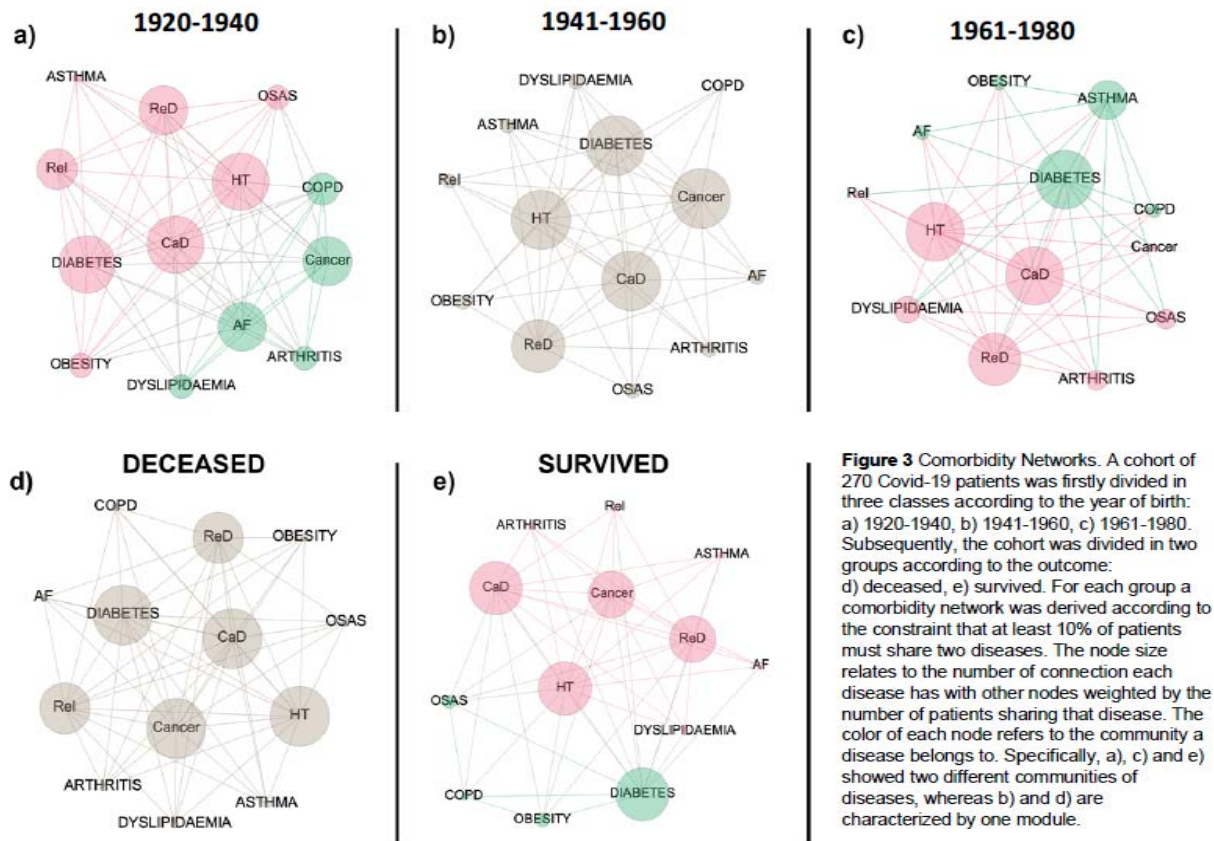 1920-1940
a)
ASTHMA
OSAS
ReD
ReI
HT
COPD
CaD
DIABETES
Cancer
AF
OBESITY
ARTHRITIS
DYSLIPIDAEMIA
1941-1960
b)
DYSLIPIDAEMIA
COPD
ASTHMA
DIABETES
ReI
Cancer
HT
CaD
AF
OBESITY
ReD
ARTHRITIS
OSAS
1961-1980
c)
OBESITY
ASTHMA
AF
DIABETES
ReI
COPD
HT
Cancer
CaD
DYSLIPIDAEMIA
OSAS
ReD
ARTHRITIS
DECEASED
d)
COPD
ReD
OBESITY
AF
DIABETES
OSAS
CaD
ReI
Cancer
HT
ARTHRITIS
ASTHMA
DYSLIPIDAEMIA
SURVIVED
e)
ReI
ARTHRITIS
ASTHMA
CaD
Cancer
ReD
AF
HT
OSAS
DYSLIPIDAEMIA
COPD
DIABETES
OBESITY
Figure 3 Comorbidity Networks. A cohort of
270 Covid-19 patients was firstly divided in
three classes according to the year of birth:
a) 1920-1940, b) 1941-1960, c) 1961-1980.
Subsequently, the cohort was divided in two
groups according to the outcome:
d) deceased, e) survived. For each group a
comorbidity network was derived according to
the constraint that at least 10% of patients
must share two diseases. The node size
relates to the number of connection each
disease has with other nodes weighted by the
number of patients sharing that disease. The
color of each node refers to the community a
disease belongs to. Specifically, a), c) and e)
showed two different communities of
diseases, whereas b) and d) are
characterized by one module.